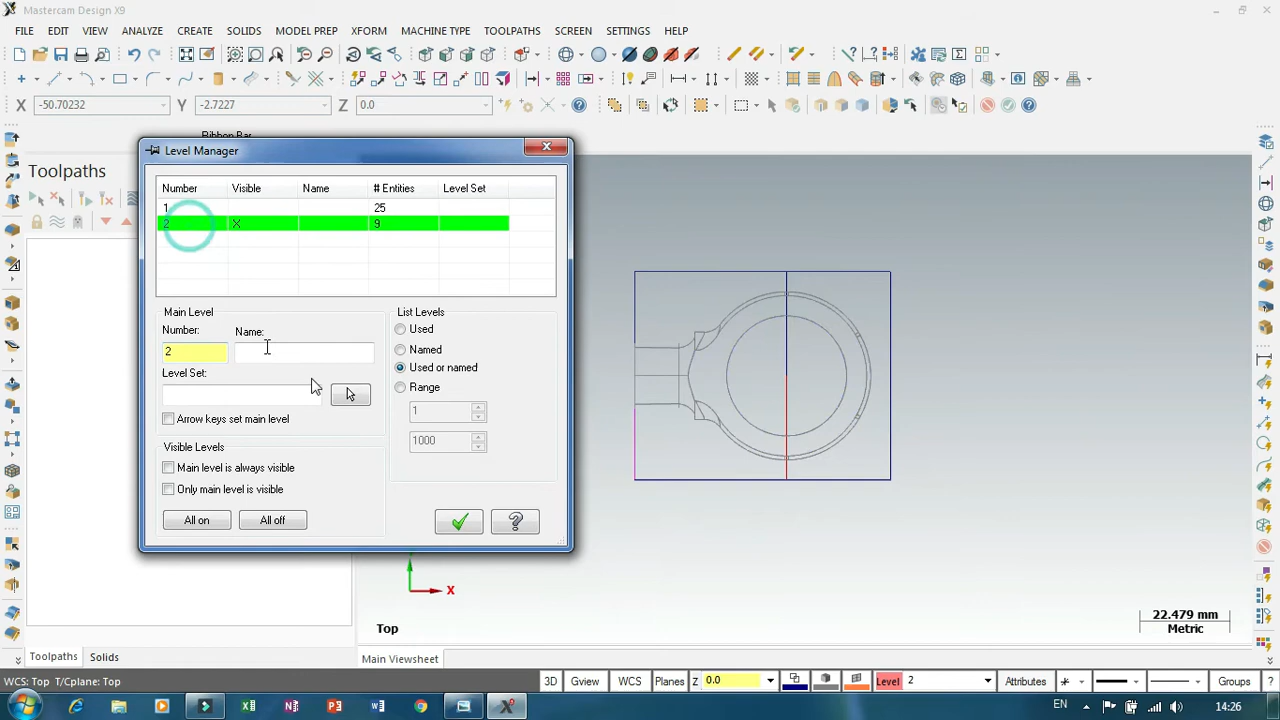 Mastercam Design X9
FILE EDIT VIEW ANALYZE CREATE SOLIDS MODEL PREP XFORM MACHINE TYPE TOOLPATHS SCREEN SETTINGS HELP
X -50.70232 Y -2.7227 Z 0.0
Ribbon Bar
Toolpaths
Level Manager
Number Visible Name # Entities Level Set
1 25
2 X 9
Main Level
Number: Name:
2
Level Set:
Arrow keys set main level
Visible Levels
Main level is always visible
Only main level is visible
All on All off
List Levels
Used
Named
Used or named
Range
1
1000
X
Top
22.479 mm
Metric
Toolpaths Solids
Main Viewsheet
WCS: Top T/Cplane: Top
3D Gview WCS Planes Z 0.0 Level 2 Attributes Groups
EN 14:26